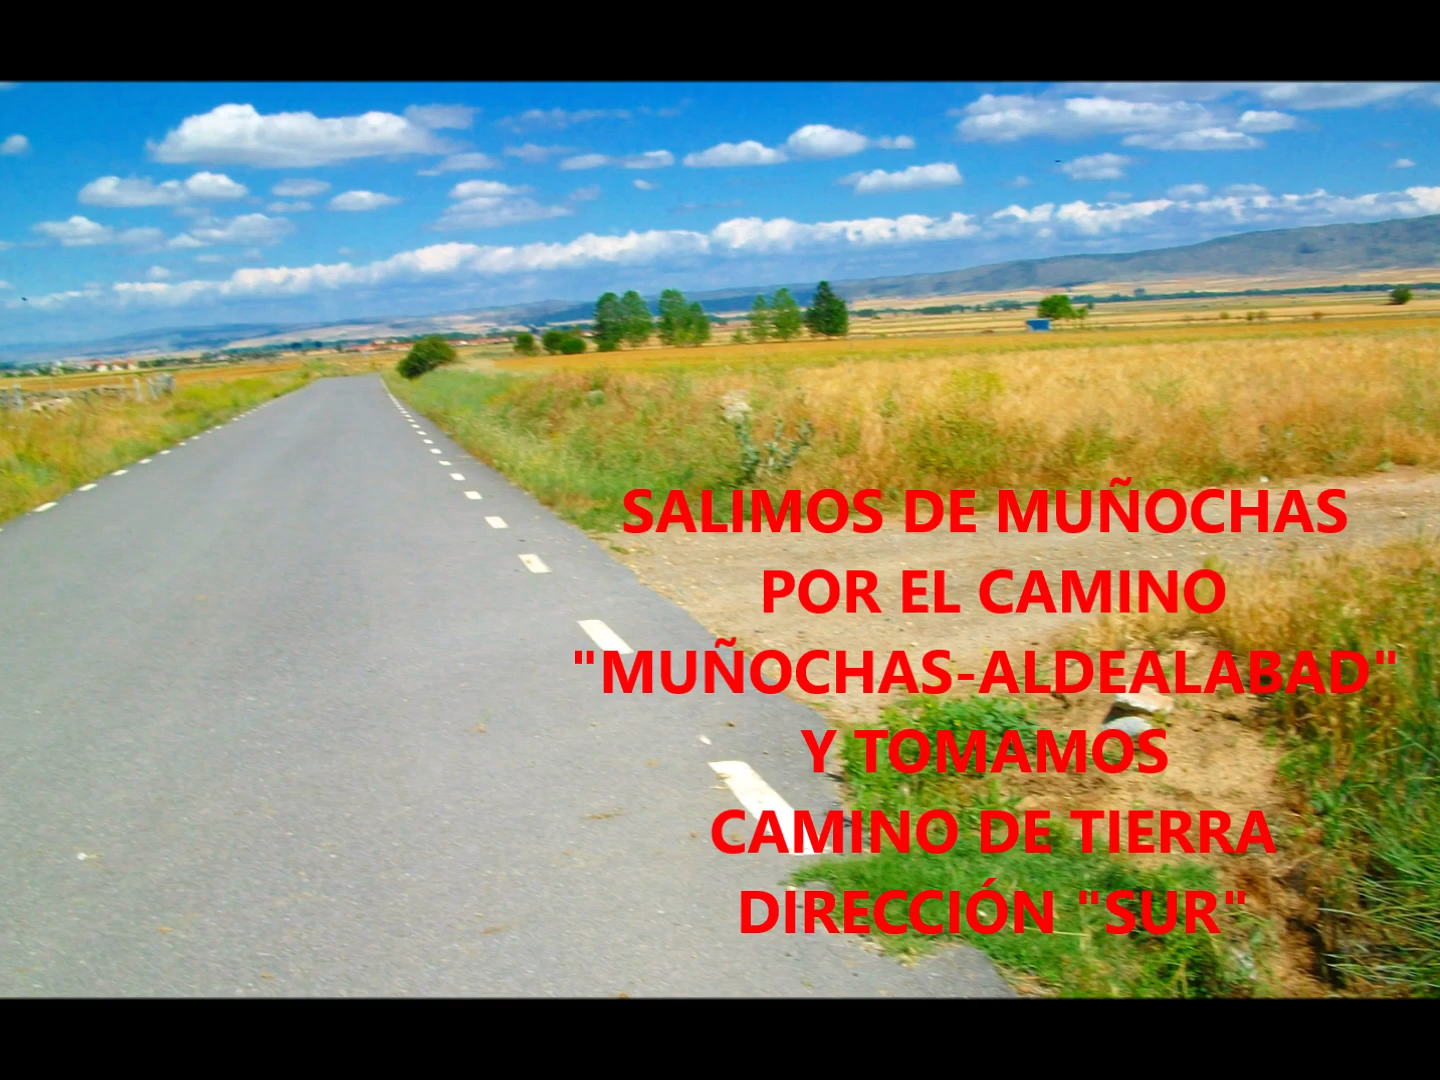 SALIMOS DE MUÑOCHAS
POR EL CAMINO
"MUÑOCHAS-ALDEALABAD"
Y TOMAMOS
CAMINO DE TIERRA
DIRECCIÓN "SUR"